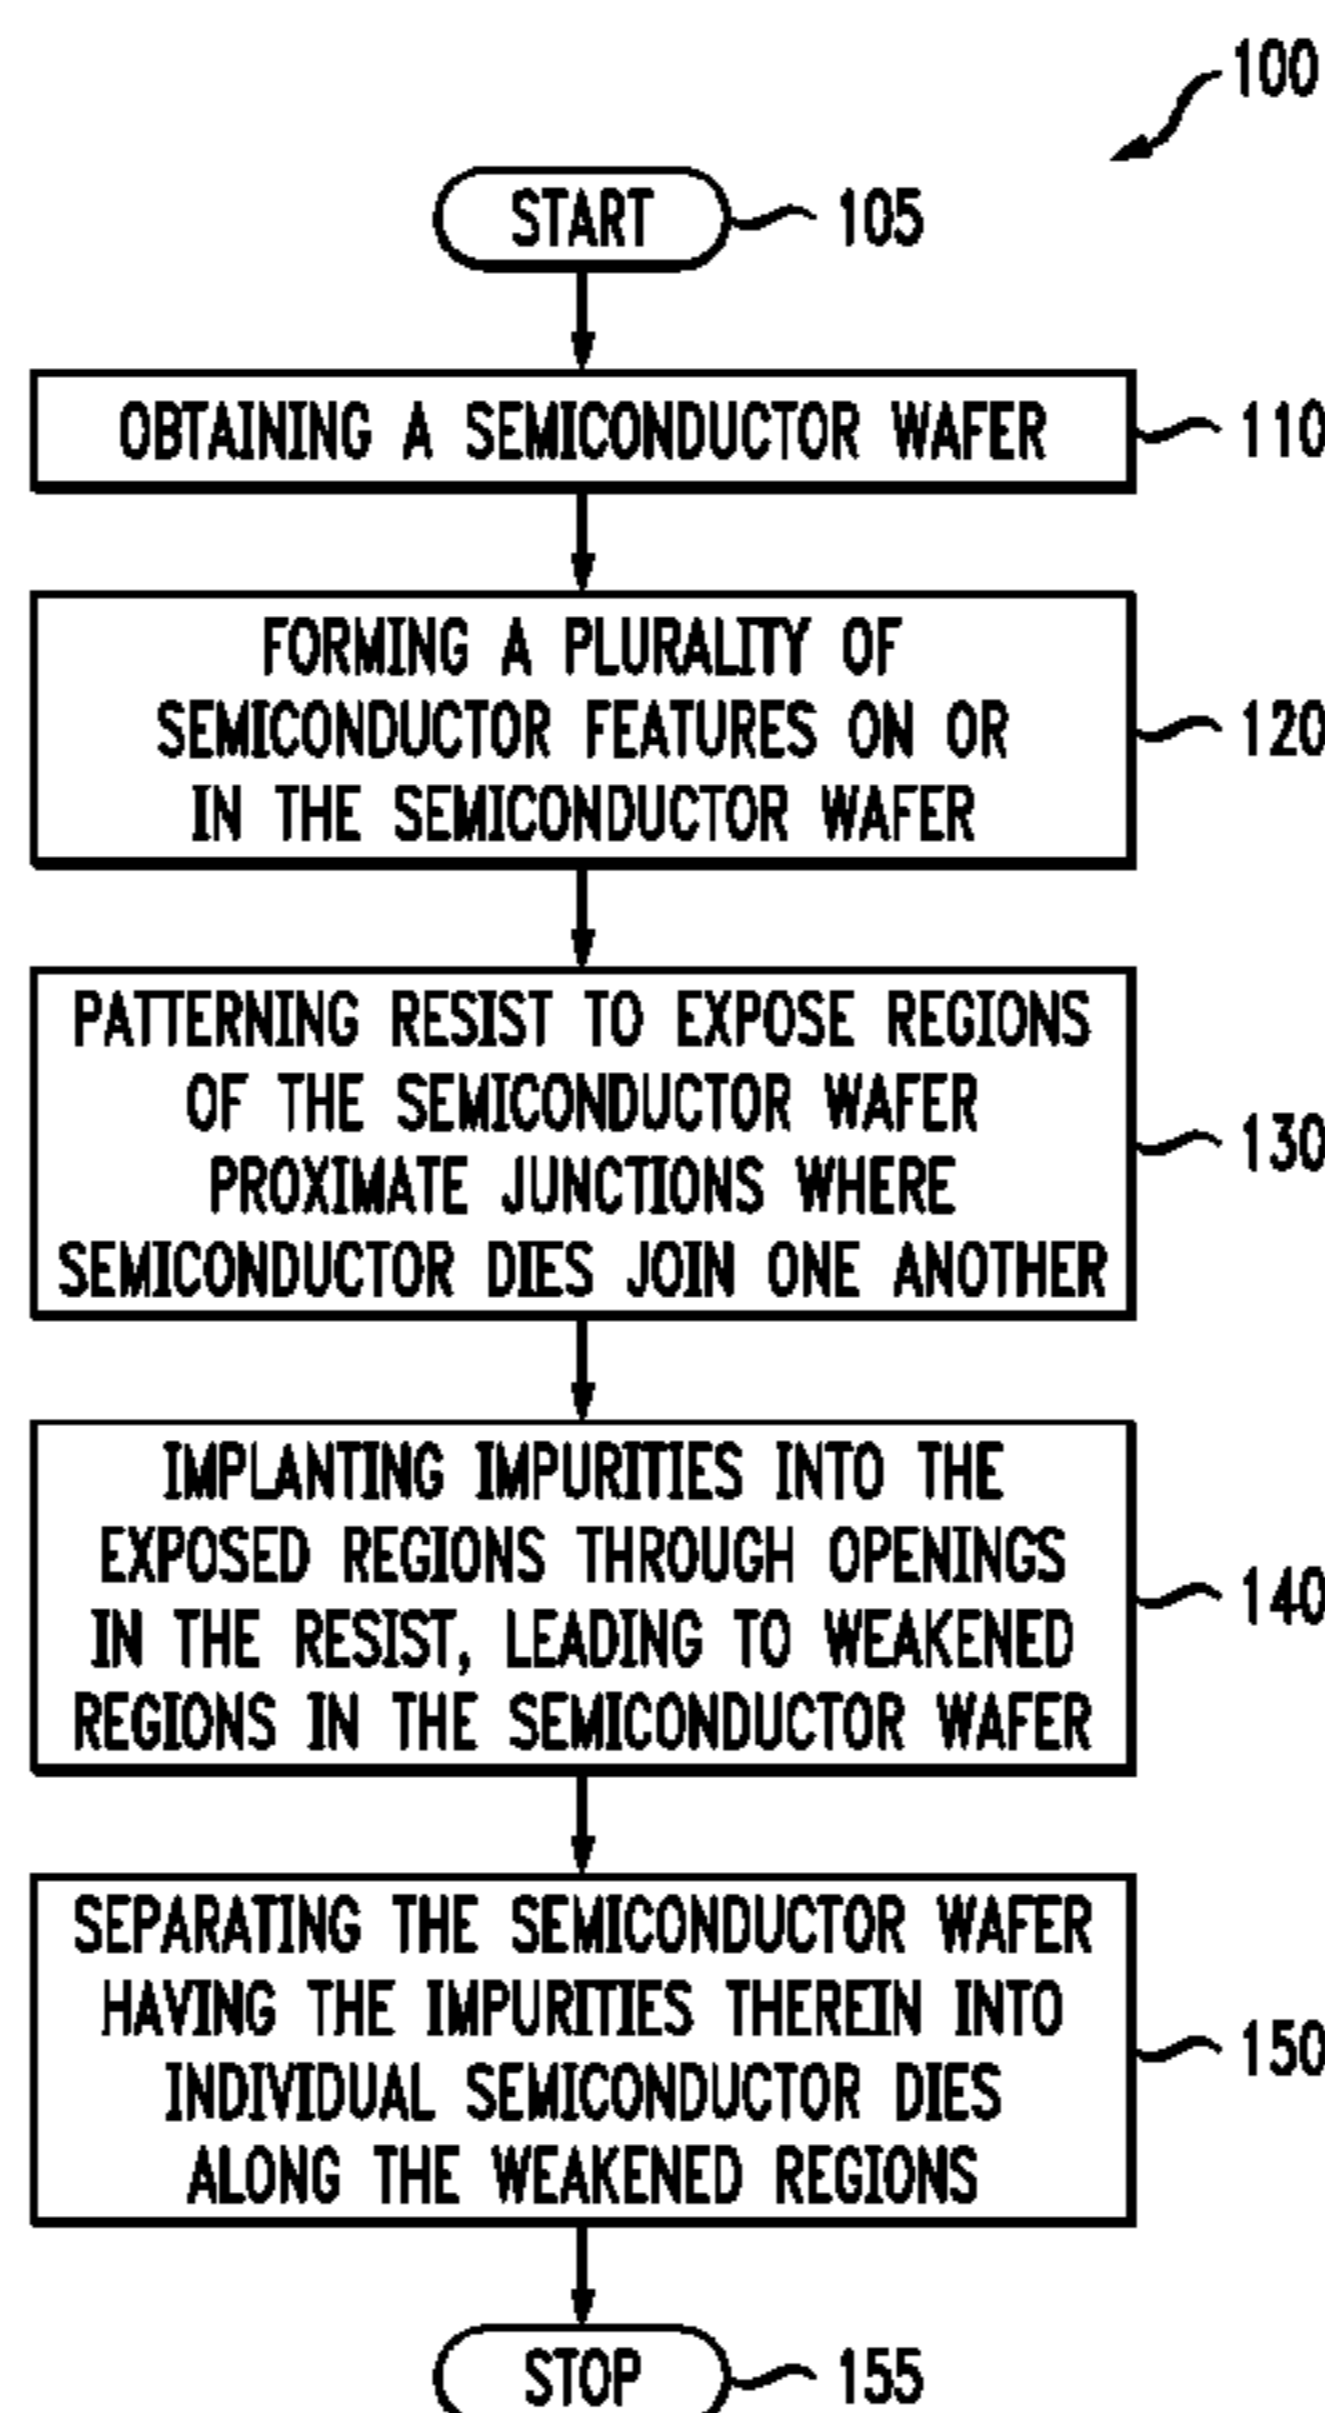 100
START 105
OBTAINING A SEMICONDUCTOR WAFER 110
FORMING A PLURALITY OF
SEMICONDUCTOR FEATURES ON OR 120
IN THE SEMICONDUCTOR WAFER
PATTERNING RESIST TO EXPOSE REGIONS
OF THE SEMICONDUCTOR WAFER
130
PROXIMATE JUNCTIONS WHERE
SEMICONDUCTOR DIES JOIN ONE ANOTHER
IMPLANTING IMPURITIES INTO THE
EXPOSED REGIONS THROUGH OPENINGS
140
IN THE RESIST, LEADING TO WEAKENED
REGIONS IN THE SEMICONDUCTOR WAFER
SEPARATING THE SEMICONDUCTOR WAFER
HAVING THE IMPURITIES THEREIN INTO
150
INDIVIDUAL SEMICONDUCTOR DIES
ALONG THE WEAKENED REGIONS
STOP 155